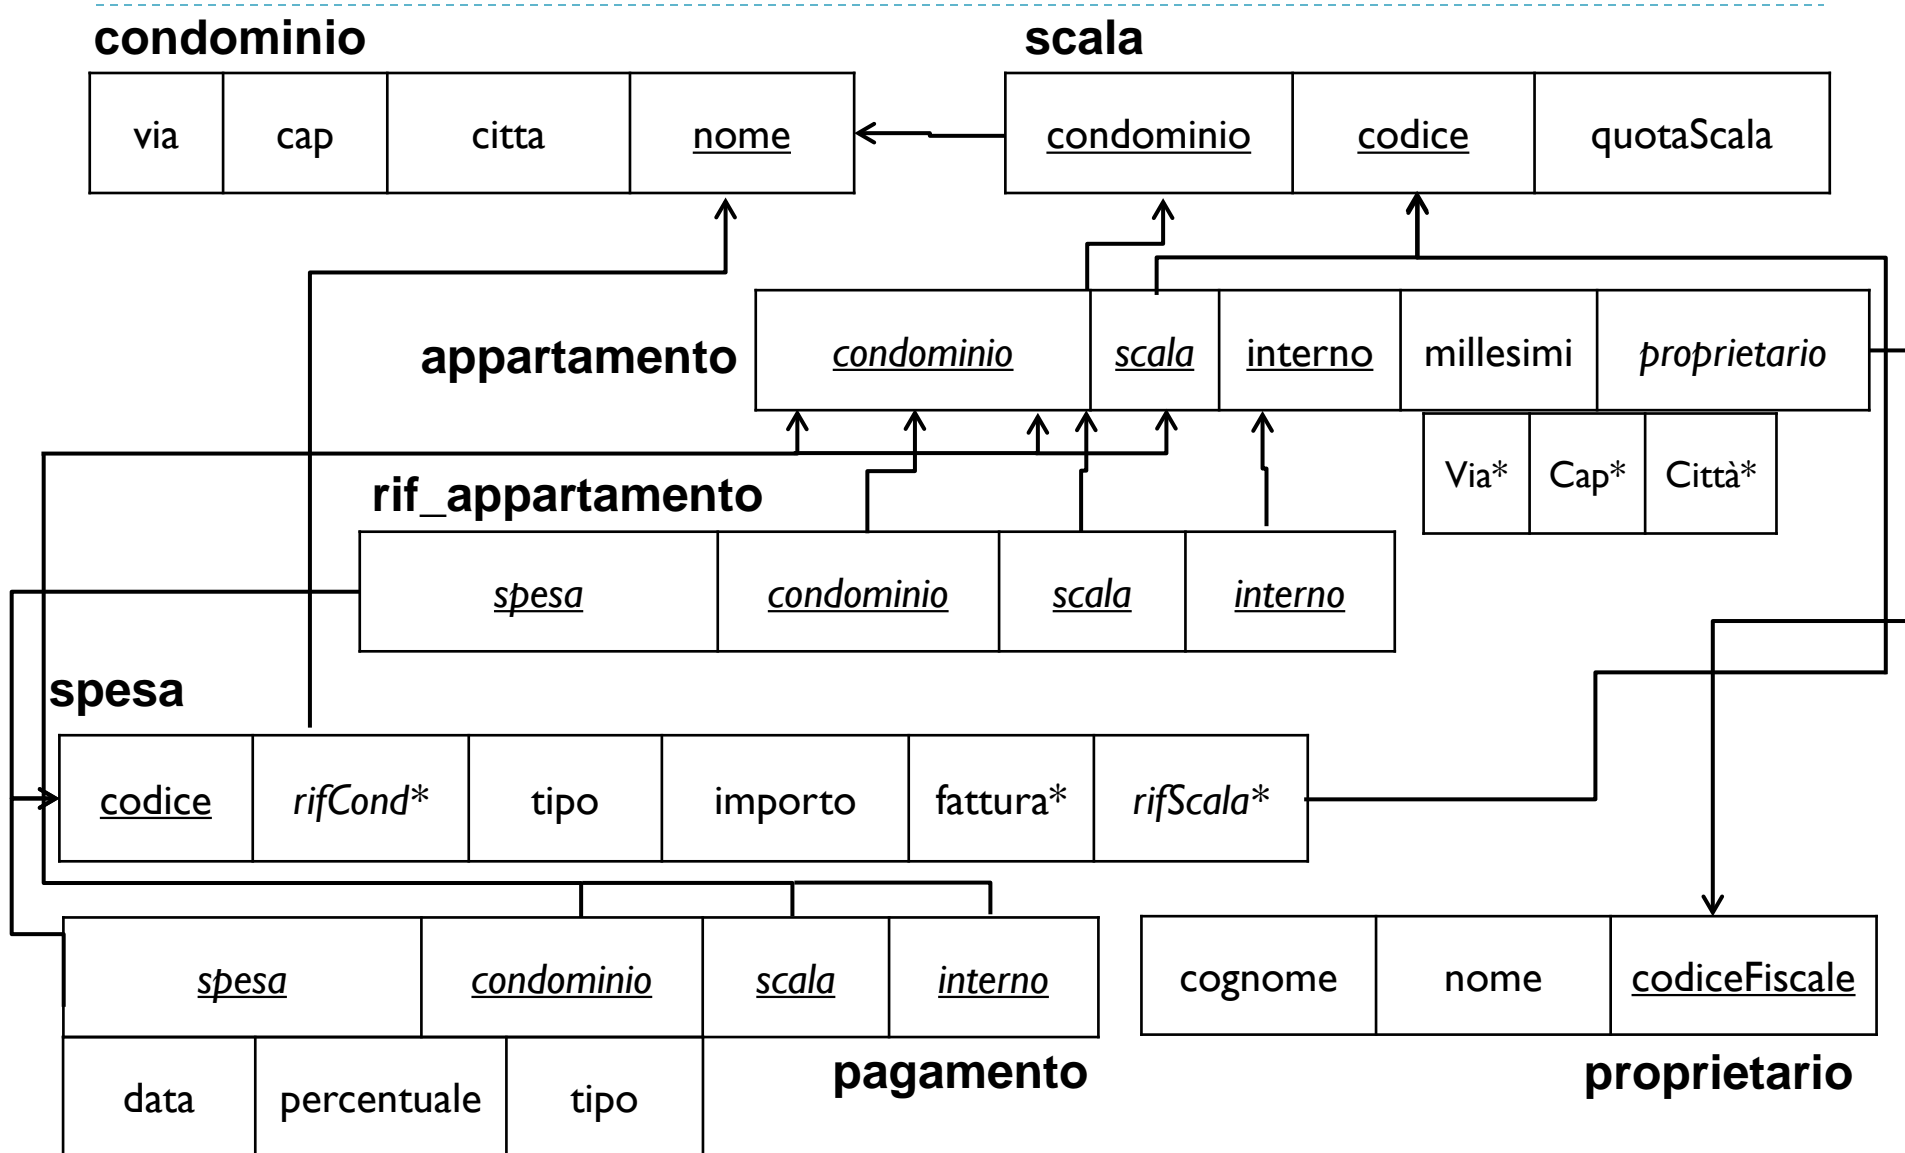 condominio
scala
via cap citta nome
condominio codice quotaScala
appartamento
condominio scala interno millesimi proprietario
Via* Cap* Città*
rif_appartamento
spesa condominio scala interno
spesa
codice rifCond* tipo importo fattura* rifScala*
spesa condominio scala interno
cognome nome codiceFiscale
pagamento
proprietario
data percentuale tipo